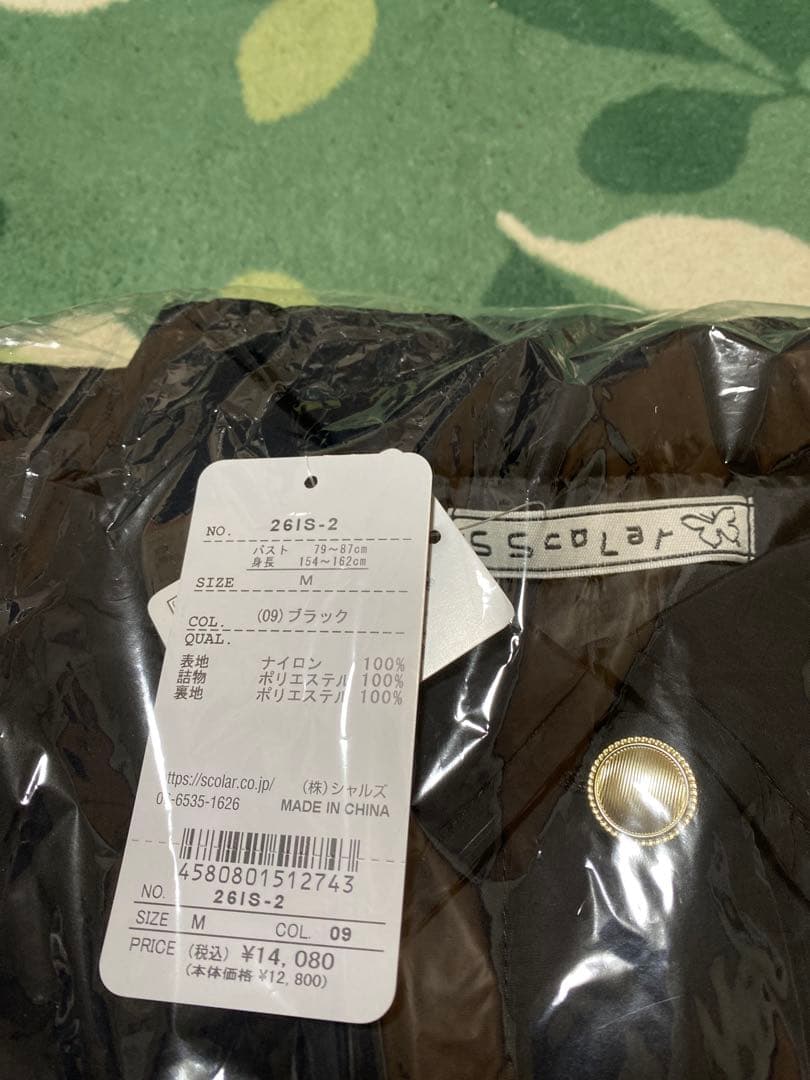 NO. 26IS-2
バスト 79～87cm
身長 154～162cm
SIZE M
COL. (09)ブラック
QUAL.
表地 ナイロン 100%
詰物 ポリエステル 100%
裏地 ポリエステル 100%
ttps://scolar.co.jp/ (株)シャルズ
06-6535-1626 MADE IN CHINA
4580801512743
NO. 26IS-2
SIZE M COL. 09
PRICE (税込) ¥14,080
(本体価格 ¥12,800)